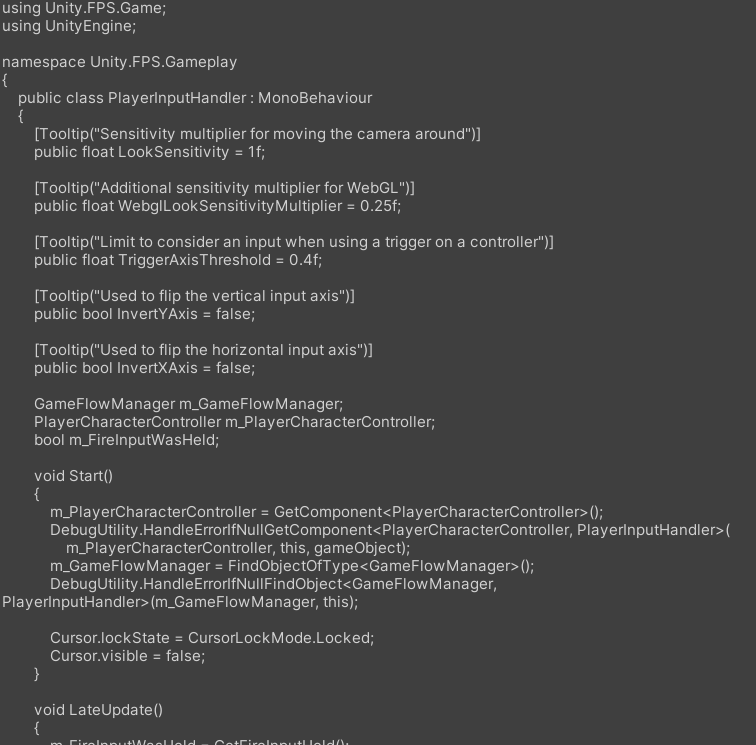 using Unity.FPS.Game;
using UnityEngine;

namespace Unity.FPS.Gameplay
{
    public class PlayerInputHandler : MonoBehaviour
    {
        [Tooltip("Sensitivity multiplier for moving the camera around")]
        public float LookSensitivity = 1f;

        [Tooltip("Additional sensitivity multiplier for WebGL")]
        public float WebglLookSensitivityMultiplier = 0.25f;

        [Tooltip("Limit to consider an input when using a trigger on a controller")]
        public float TriggerAxisThreshold = 0.4f;

        [Tooltip("Used to flip the vertical input axis")]
        public bool InvertYAxis = false;

        [Tooltip("Used to flip the horizontal input axis")]
        public bool InvertXAxis = false;

        GameFlowManager m_GameFlowManager;
        PlayerCharacterController m_PlayerCharacterController;
        bool m_FireInputWasHeld;

        void Start()
        {
            m_PlayerCharacterController = GetComponent<PlayerCharacterController>();
            DebugUtility.HandleErrorIfNullGetComponent<PlayerCharacterController, PlayerInputHandler>(
                m_PlayerCharacterController, this, gameObject);
            m_GameFlowManager = FindObjectOfType<GameFlowManager>();
            DebugUtility.HandleErrorIfNullFindObject<GameFlowManager,
PlayerInputHandler>(m_GameFlowManager, this);

            Cursor.lockState = CursorLockMode.Locked;
            Cursor.visible = false;
        }

        void LateUpdate()
        {
            m_FireInputWasHeld = GetFireInputHeld();